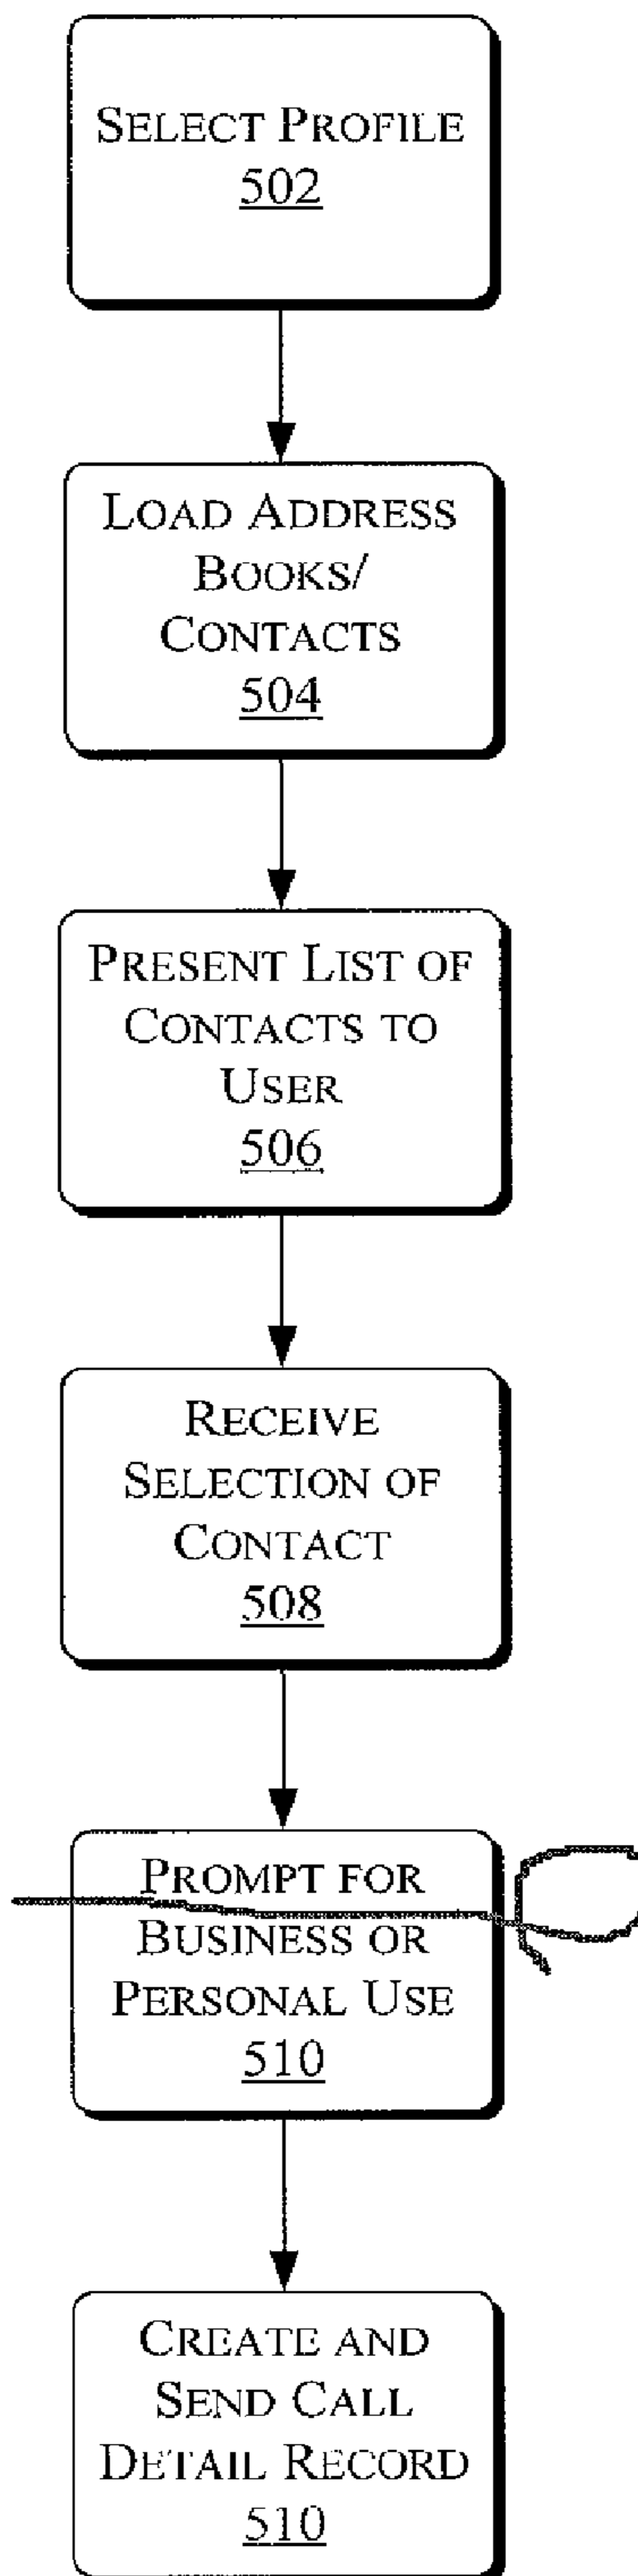 SELECT PROFILE
502
LOAD ADDRESS
BOOKS/
CONTACTS
504
PRESENT LIST OF
CONTACTS TO
USER
506
RECEIVE
SELECTION OF
CONTACT
508
PROMPT FOR
BUSINESS OR
PERSONAL USE
510
CREATE AND
SEND CALL
DETAIL RECORD
510